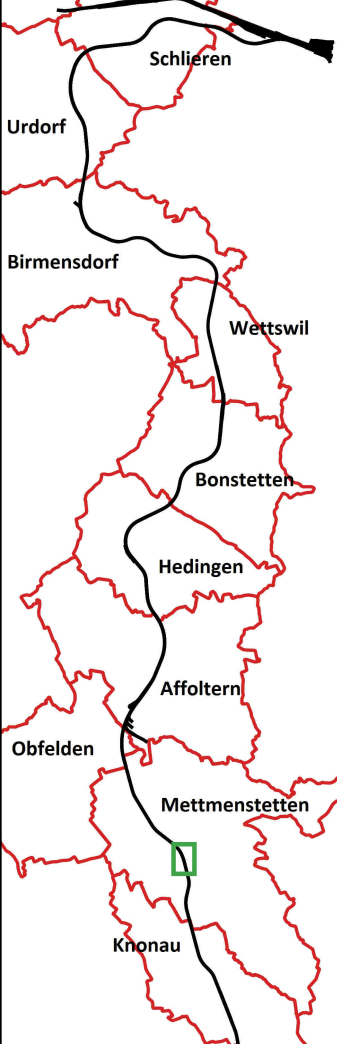 Schlieren
Urdorf
Birmensdorf
Wettswil
Bonstetten
Hedingen
Affoltern
Obfelden
Mettmenstetten
Knonau